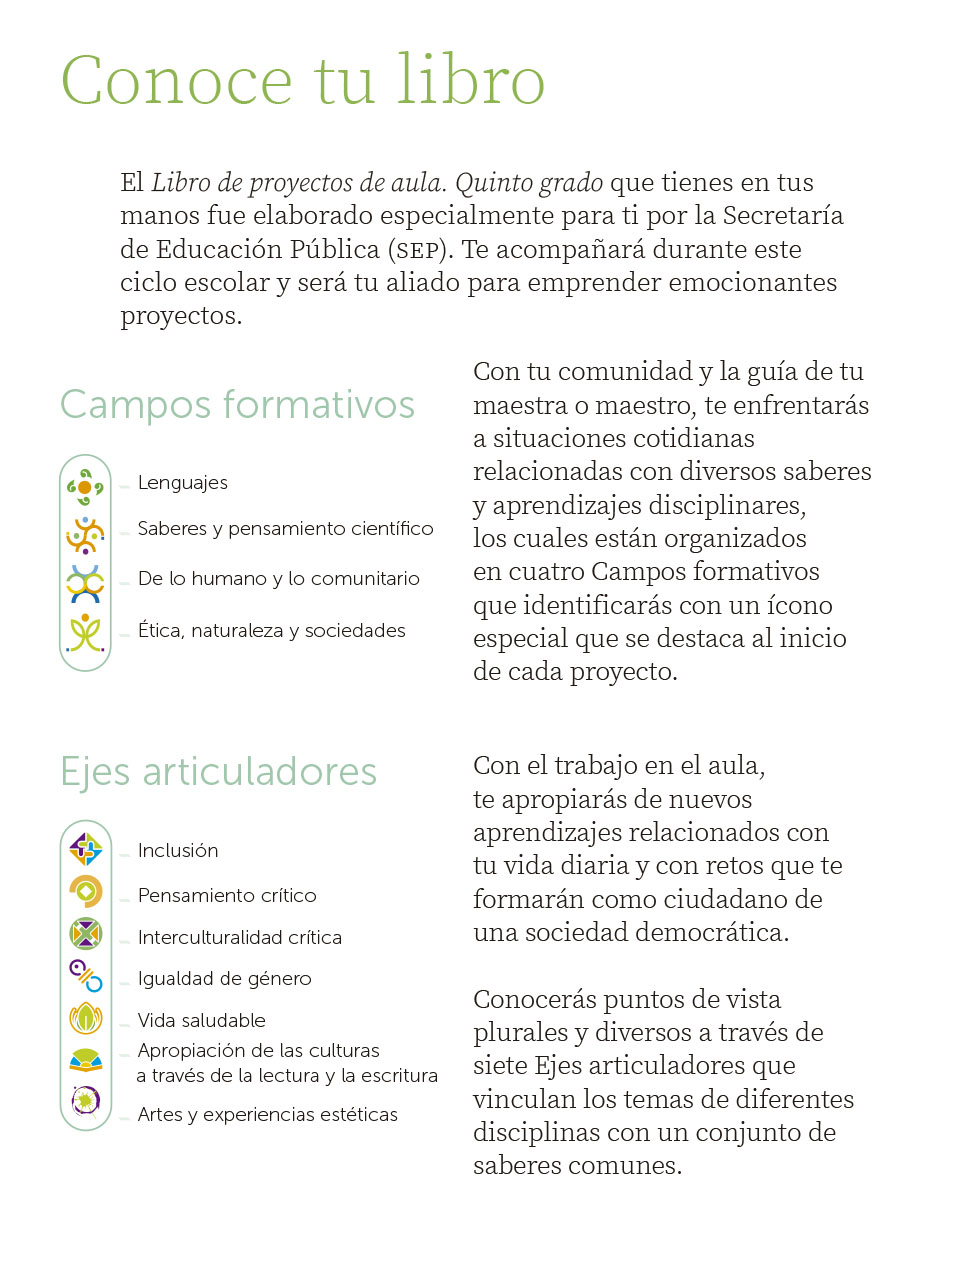 Conoce tu libro
El Libro de proyectos de aula. Quinto grado que tienes en tus
manos fue elaborado especialmente para ti por la Secretaría
de Educación Pública (SEP). Te acompañará durante este
ciclo escolar y será tu aliado para emprender emocionantes
proyectos.
Campos formativos
Lenguajes
Saberes y pensamiento científico
De lo humano y lo comunitario
Ética, naturaleza y sociedades
Con tu comunidad y la guía de tu
maestra o maestro, te enfrentarás
a situaciones cotidianas
relacionadas con diversos saberes
y aprendizajes disciplinares,
los cuales están organizados
en cuatro Campos formativos
que identificarás con un ícono
especial que se destaca al inicio
de cada proyecto.
Ejes articuladores
Inclusión
Pensamiento crítico
Interculturalidad crítica
Igualdad de género
Vida saludable
Apropiación de las culturas
a través de la lectura y la escritura
Artes y experiencias estéticas
Con el trabajo en el aula,
te apropiarás de nuevos
aprendizajes relacionados con
tu vida diaria y con retos que te
formarán como ciudadano de
una sociedad democrática.
Conocerás puntos de vista
plurales y diversos a través de
siete Ejes articuladores que
vinculan los temas de diferentes
disciplinas con un conjunto de
saberes comunes.